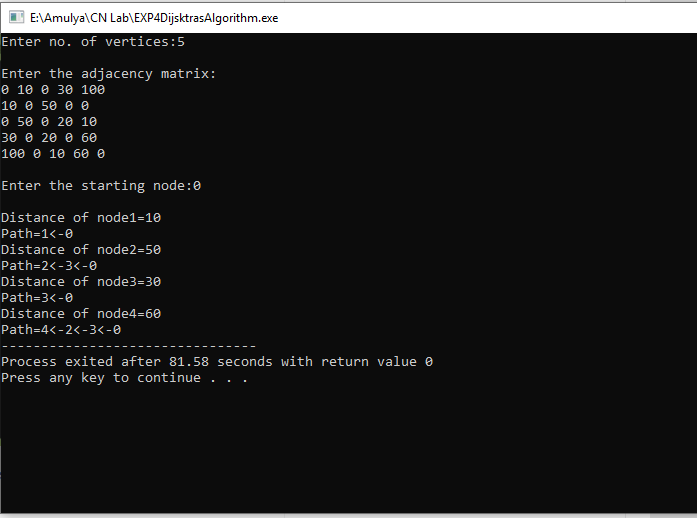 E:\Amulya\CN Lab\EXP4DijsktrasAlgorithm.exe
Enter no. of vertices:5
Enter the adjacency matrix:
0 10 0 30 100
10 0 50 0 0
0 50 0 20 10
30 0 20 0 60
100 0 10 60 0
Enter the starting node:0
Distance of node1=10
Path=1<-0
Distance of node2=50
Path=2<-3<-0
Distance of node3=30
Path=3<-0
Distance of node4=60
Path=4<-2<-3<-0
--------------------------------
Process exited after 81.58 seconds with return value 0
Press any key to continue . . .